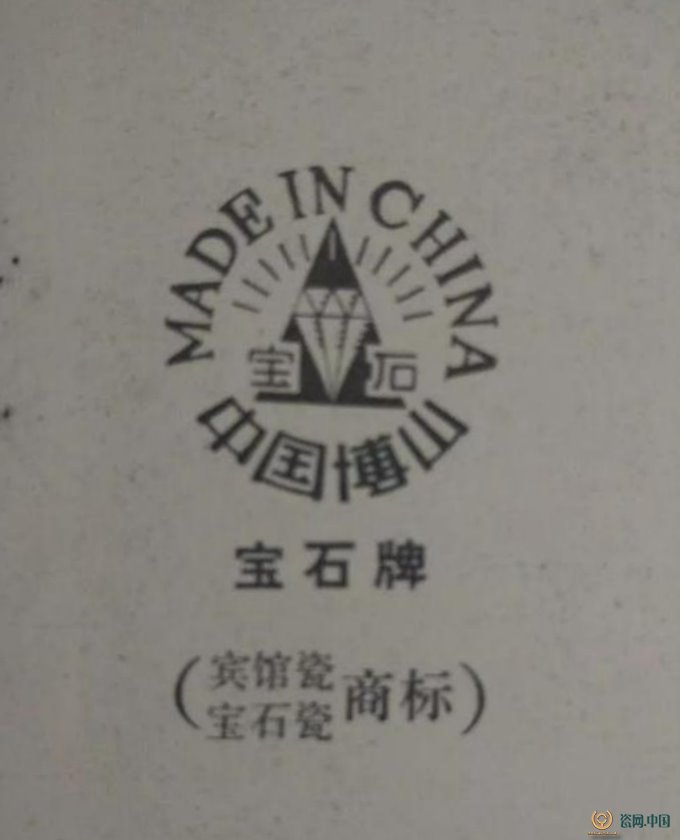 MADE IN CHINA
宝石
中国博山
宝石牌
(宾馆瓷
宝石瓷 商标)
瓷网.中国